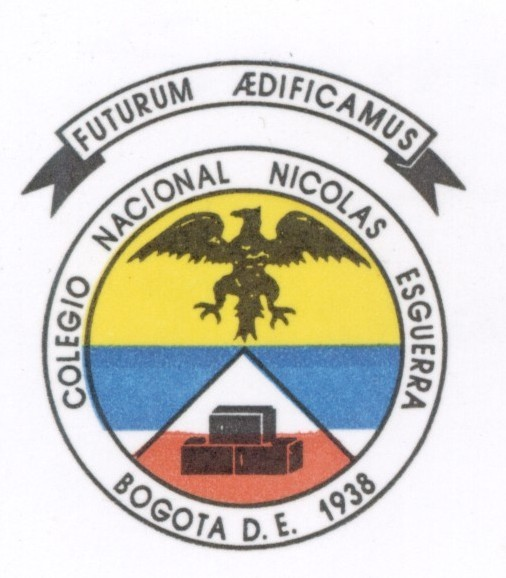 FUTURUM ÆDIFICAMUS
COLEGIO NACIONAL NICOLAS ESGUERRA
BOGOTA D. E. 1938